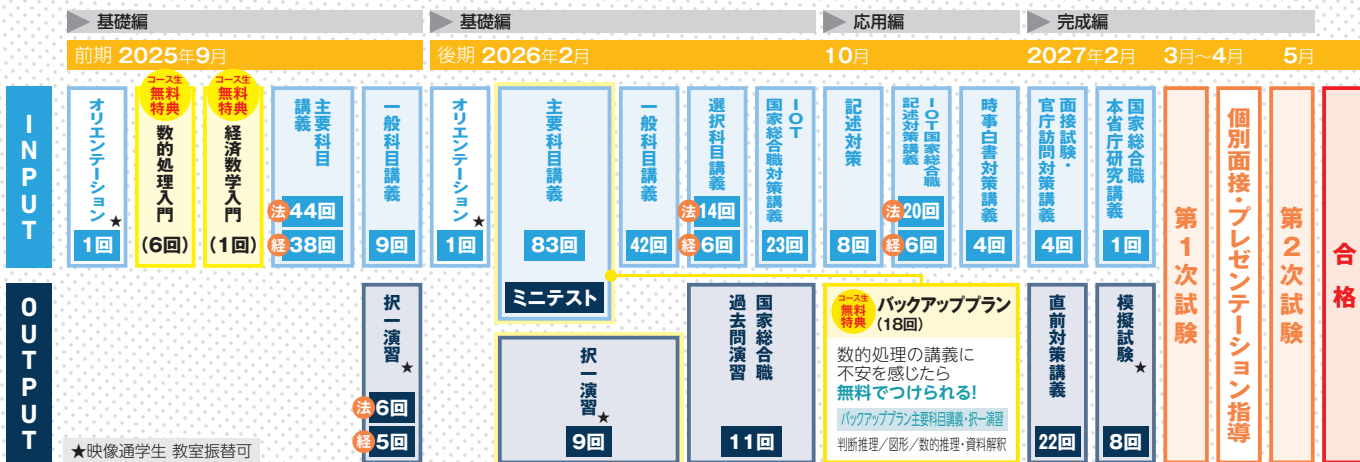 基礎編
基礎編
応用編
完成編
前期 2025年9月
後期 2026年2月
10月
2027年2月
3月～4月
5月
INPUT
オリエンテーション★
1回
コース生
無料
特典
数的処理入門
(6回)
コース生
無料
特典
経済数学入門
(1回)
主要科目
講義
法44回
経38回
一般科目講義
9回
オリエンテーション★
1回
主要科目講義
83回
ミニテスト
一般科目講義
42回
選択科目講義
法14回
経6回
IOT
国家総合職対策講義
23回
記述対策
8回
IOT国家総合職
記述対策講義
法20回
経6回
時事白書対策講義
4回
面接試験・
官庁訪問対策講義
4回
国家総合職
本省庁研究講義
1回
第1次試験
個別面接・プレゼンテーション指導
第2次試験
合格
OUTPUT
択一演習★
法6回
経5回
択一演習★
9回
国家総合職
過去問演習
11回
コース生
無料
特典
バックアッププラン
(18回)
数的処理の講義に
不安を感じたら
無料でつけられる!
バックアッププラン主要科目講義・択一演習
判断推理／図形／数的推理・資料解釈
直前対策講義
22回
模擬試験★
8回
★映像通学生 教室振替可